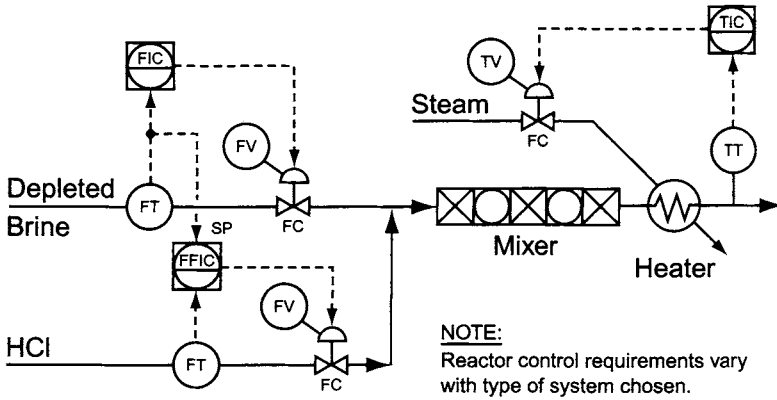 TIC
FIC
TV
Steam
FC
FV
TT
Depleted
FT
Brine
FC
SP
Mixer
Heater
FFIC
FV
HCl
FT
FC
NOTE:
Reactor control requirements vary
with type of system chosen.